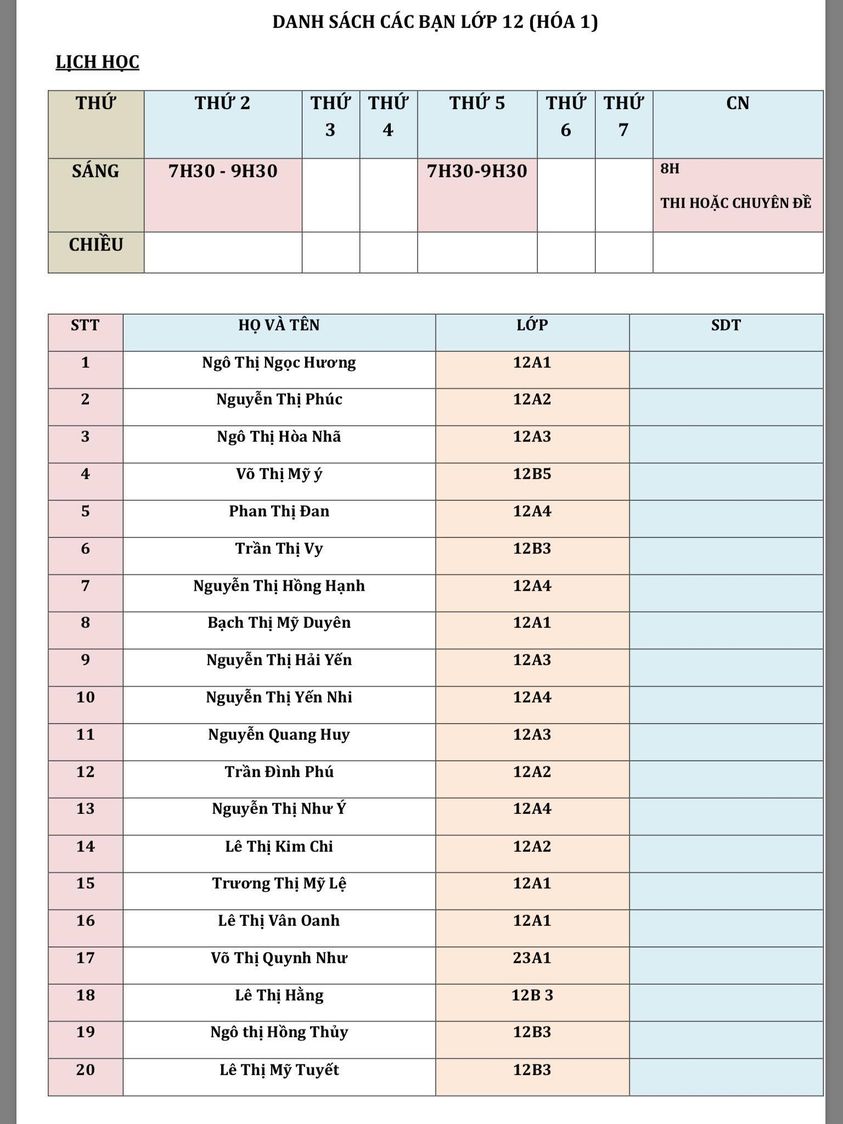 DANH SÁCH CÁC BẠN LỚP 12 (HÓA 1)
LỊCH HỌC
THỨ THỨ 2 THỨ 3 THỨ 4 THỨ 5 THỨ 6 THỨ 7 CN
SÁNG 7H30 - 9H30 7H30-9H30 8H
THI HOẶC CHUYÊN ĐỀ
CHIỀU
STT HỌ VÀ TÊN LỚP SDT
1 Ngô Thị Ngọc Hương 12A1
2 Nguyễn Thị Phúc 12A2
3 Ngô Thị Hòa Nhã 12A3
4 Võ Thị Mỹ ý 12B5
5 Phan Thị Đan 12A4
6 Trần Thị Vy 12B3
7 Nguyễn Thị Hồng Hạnh 12A4
8 Bạch Thị Mỹ Duyên 12A1
9 Nguyễn Thị Hải Yến 12A3
10 Nguyễn Thị Yến Nhi 12A4
11 Nguyễn Quang Huy 12A3
12 Trần Đình Phú 12A2
13 Nguyễn Thị Như Ý 12A4
14 Lê Thị Kim Chi 12A2
15 Trương Thị Mỹ Lệ 12A1
16 Lê Thị Vân Oanh 12A1
17 Võ Thị Quynh Như 23A1
18 Lê Thị Hằng 12B 3
19 Ngô thị Hồng Thủy 12B3
20 Lê Thị Mỹ Tuyết 12B3